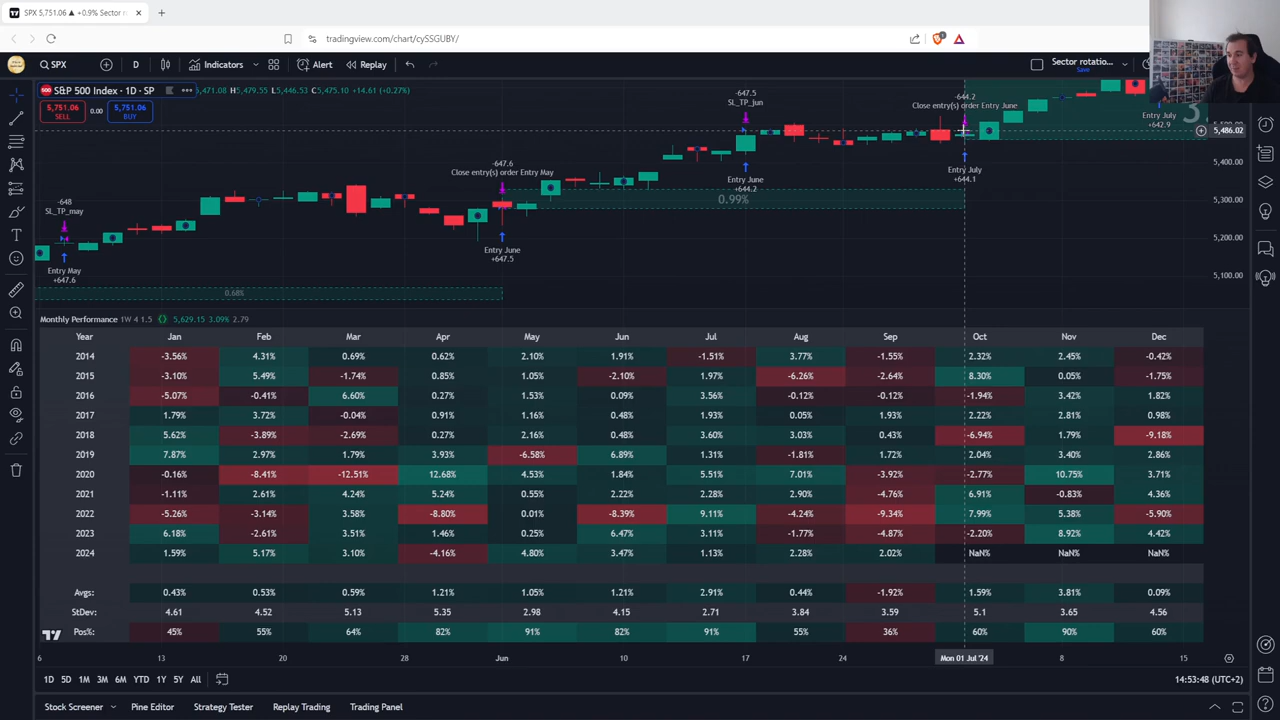 SPX 5,751.06 ▲ +0.9% Sector r
tradingview.com/chart/cySSGUBY/
SPX
D
Indicators
Alert
Replay
Sector rotatio...
Save
S&P 500 Index · 1D · SP
5,471.08 5,479.55 L5,446.53 C5,475.10 +14.61 (+0.27%)
5,751.06
SELL
0.00
5,751.06
BUY
-647.5
SL_TP_jun
-644.2
Close entry(s) order Entry June
Entry July
-642.9
3
5,486.02
5,400.00
5,300.00
5,200.00
5,100.00
-647.6
Close entry(s) order Entry May
Entry June
+644.2
Entry July
+644.1
0.99%
-648
SL_TP_may
Entry June
+647.5
Entry May
+647.6
0.68%
Monthly Performance 1W 4 1.5 {} 5,629.15 3.09% 2.79
Year Jan Feb Mar Apr May Jun Jul Aug Sep Oct Nov Dec
2014 -3.56% 4.31% 0.69% 0.62% 2.10% 1.91% -1.51% 3.77% -1.55% 2.32% 2.45% -0.42%
2015 -3.10% 5.49% -1.74% 0.85% 1.05% -2.10% 1.97% -6.26% -2.64% 8.30% 0.05% -1.75%
2016 -5.07% -0.41% 6.60% 0.27% 1.53% 0.09% 3.56% -0.12% -0.12% -1.94% 3.42% 1.82%
2017 1.79% 3.72% -0.04% 0.91% 1.16% 0.48% 1.93% 0.05% 1.93% 2.22% 2.81% 0.98%
2018 5.62% -3.89% -2.69% 0.27% 2.16% 0.48% 3.60% 3.03% 0.43% -6.94% 1.79% -9.18%
2019 7.87% 2.97% 1.79% 3.93% -6.58% 6.89% 1.31% -1.81% 1.72% 2.04% 3.40% 2.86%
2020 -0.16% -8.41% -12.51% 12.68% 4.53% 1.84% 5.51% 7.01% -3.92% -2.77% 10.75% 3.71%
2021 -1.11% 2.61% 4.24% 5.24% 0.55% 2.22% 2.28% 2.90% -4.76% 6.91% -0.83% 4.36%
2022 -5.26% -3.14% 3.58% -8.80% 0.01% -8.39% 9.11% -4.24% -9.34% 7.99% 5.38% -5.90%
2023 6.18% -2.61% 3.51% 1.46% 0.25% 6.47% 3.11% -1.77% -4.87% -2.20% 8.92% 4.42%
2024 1.59% 5.17% 3.10% -4.16% 4.80% 3.47% 1.13% 2.28% 2.02% NaN% NaN% NaN%
Avgs: 0.43% 0.53% 0.59% 1.21% 1.05% 1.21% 2.91% 0.44% -1.92% 1.59% 3.81% 0.09%
StDev: 4.61 4.52 5.13 5.35 2.98 4.15 2.71 3.84 3.59 5.1 3.65 4.56
Pos%: 45% 55% 64% 82% 91% 82% 91% 55% 36% 60% 90% 60%
6 13 20 28 Jun 10 17 24 Mon 01 Jul '24 8 15
1D 5D 1M 3M 6M YTD 1Y 5Y All
14:53:48 (UTC+2)
Stock Screener Pine Editor Strategy Tester Replay Trading Trading Panel